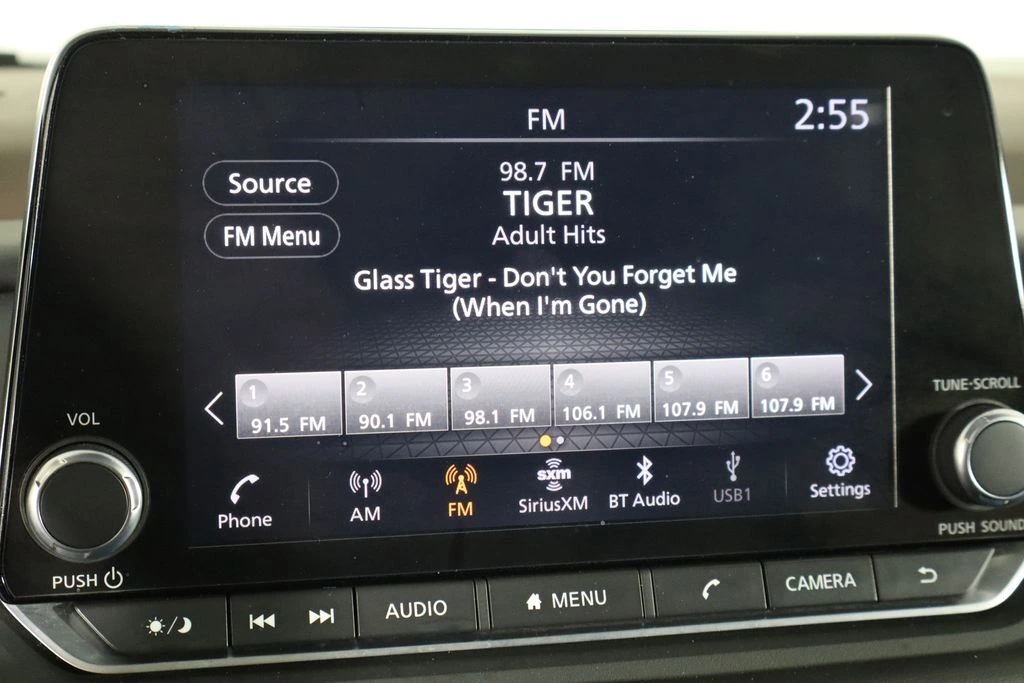 FM
2:55
Source
98.7 FM
TIGER
FM Menu
Adult Hits
Glass Tiger - Don't You Forget Me
(When I'm Gone)
1
91.5 FM
2
90.1 FM
3
98.1 FM
4
106.1 FM
5
107.9 FM
6
107.9 FM
VOL
TUNE·SCROLL
Phone
AM
FM
sxm
SiriusXM
BT Audio
USB1
Settings
PUSH
PUSH SOUND
AUDIO
MENU
CAMERA